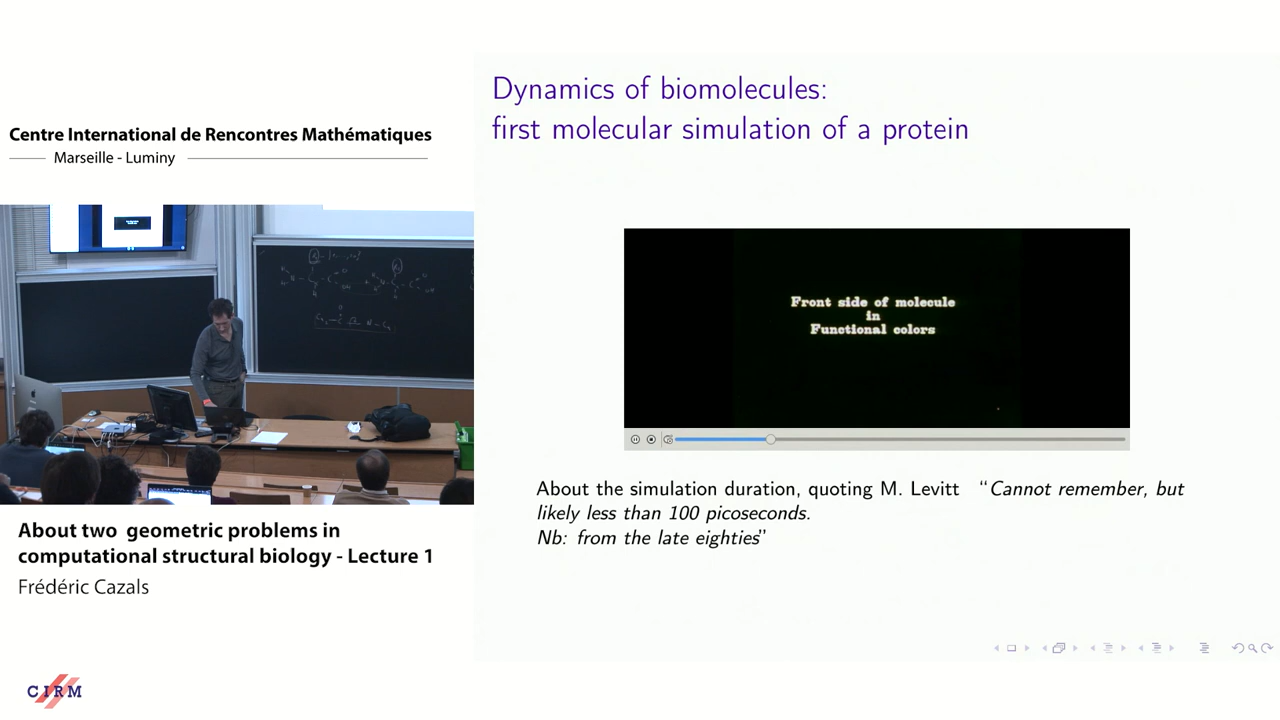 Centre International de Rencontres Mathématiques
Marseille - Luminy
About two geometric problems in
computational structural biology - Lecture 1
Frédéric Cazals
CIRM
Dynamics of biomolecules:
first molecular simulation of a protein
Front side of molecule
in
Functional colors
About the simulation duration, quoting M. Levitt “Cannot remember, but
likely less than 100 picoseconds.
Nb: from the late eighties”